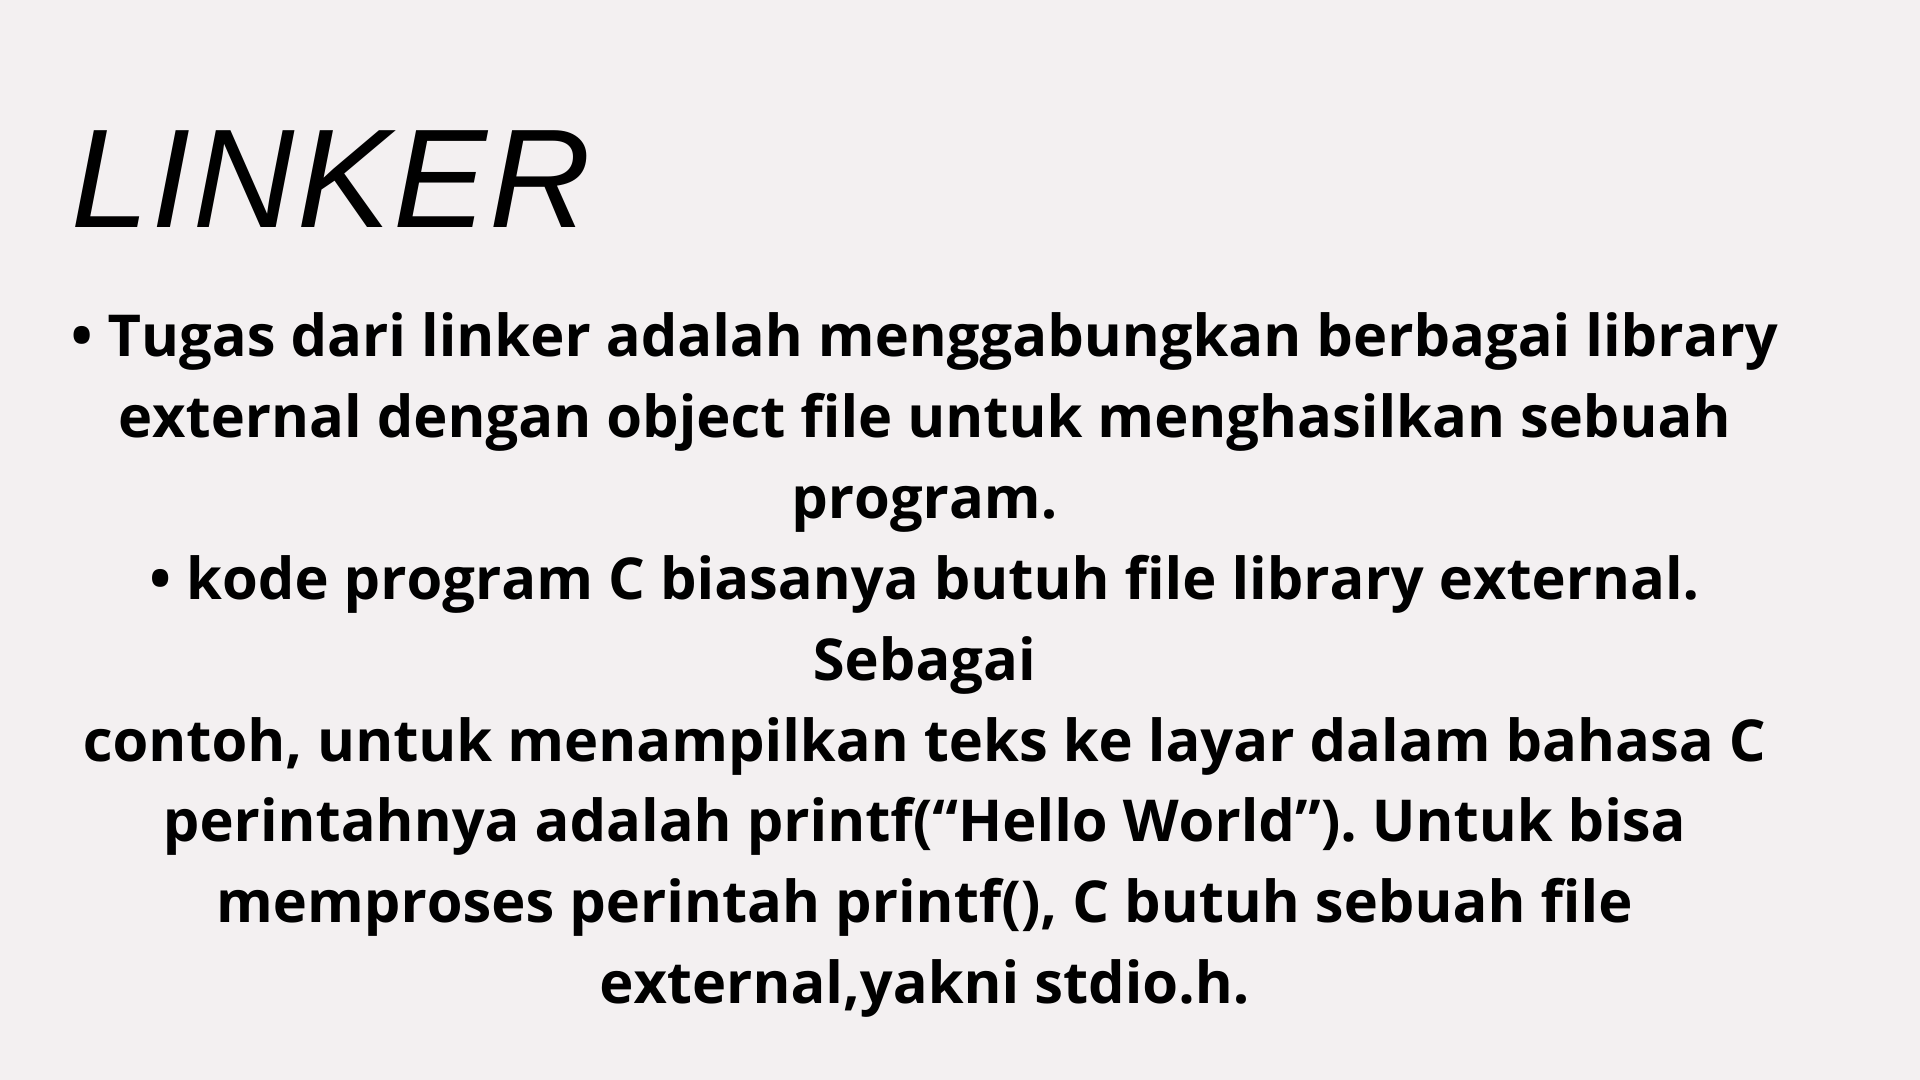 LINKER
• Tugas dari linker adalah menggabungkan berbagai library
external dengan object file untuk menghasilkan sebuah
program.
• kode program C biasanya butuh file library external.
Sebagai
contoh, untuk menampilkan teks ke layar dalam bahasa C
perintahnya adalah printf(“Hello World”). Untuk bisa
memproses perintah printf(), C butuh sebuah file
external,yakni stdio.h.